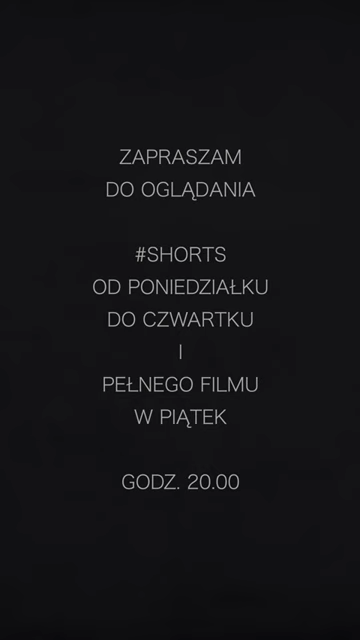 ZAPRASZAM
DO OGLĄDANIA
#SHORTS
OD PONIEDZIAŁKU
DO CZWARTKU
I
PEŁNEGO FILMU
W PIĄTEK
GODZ. 20.00